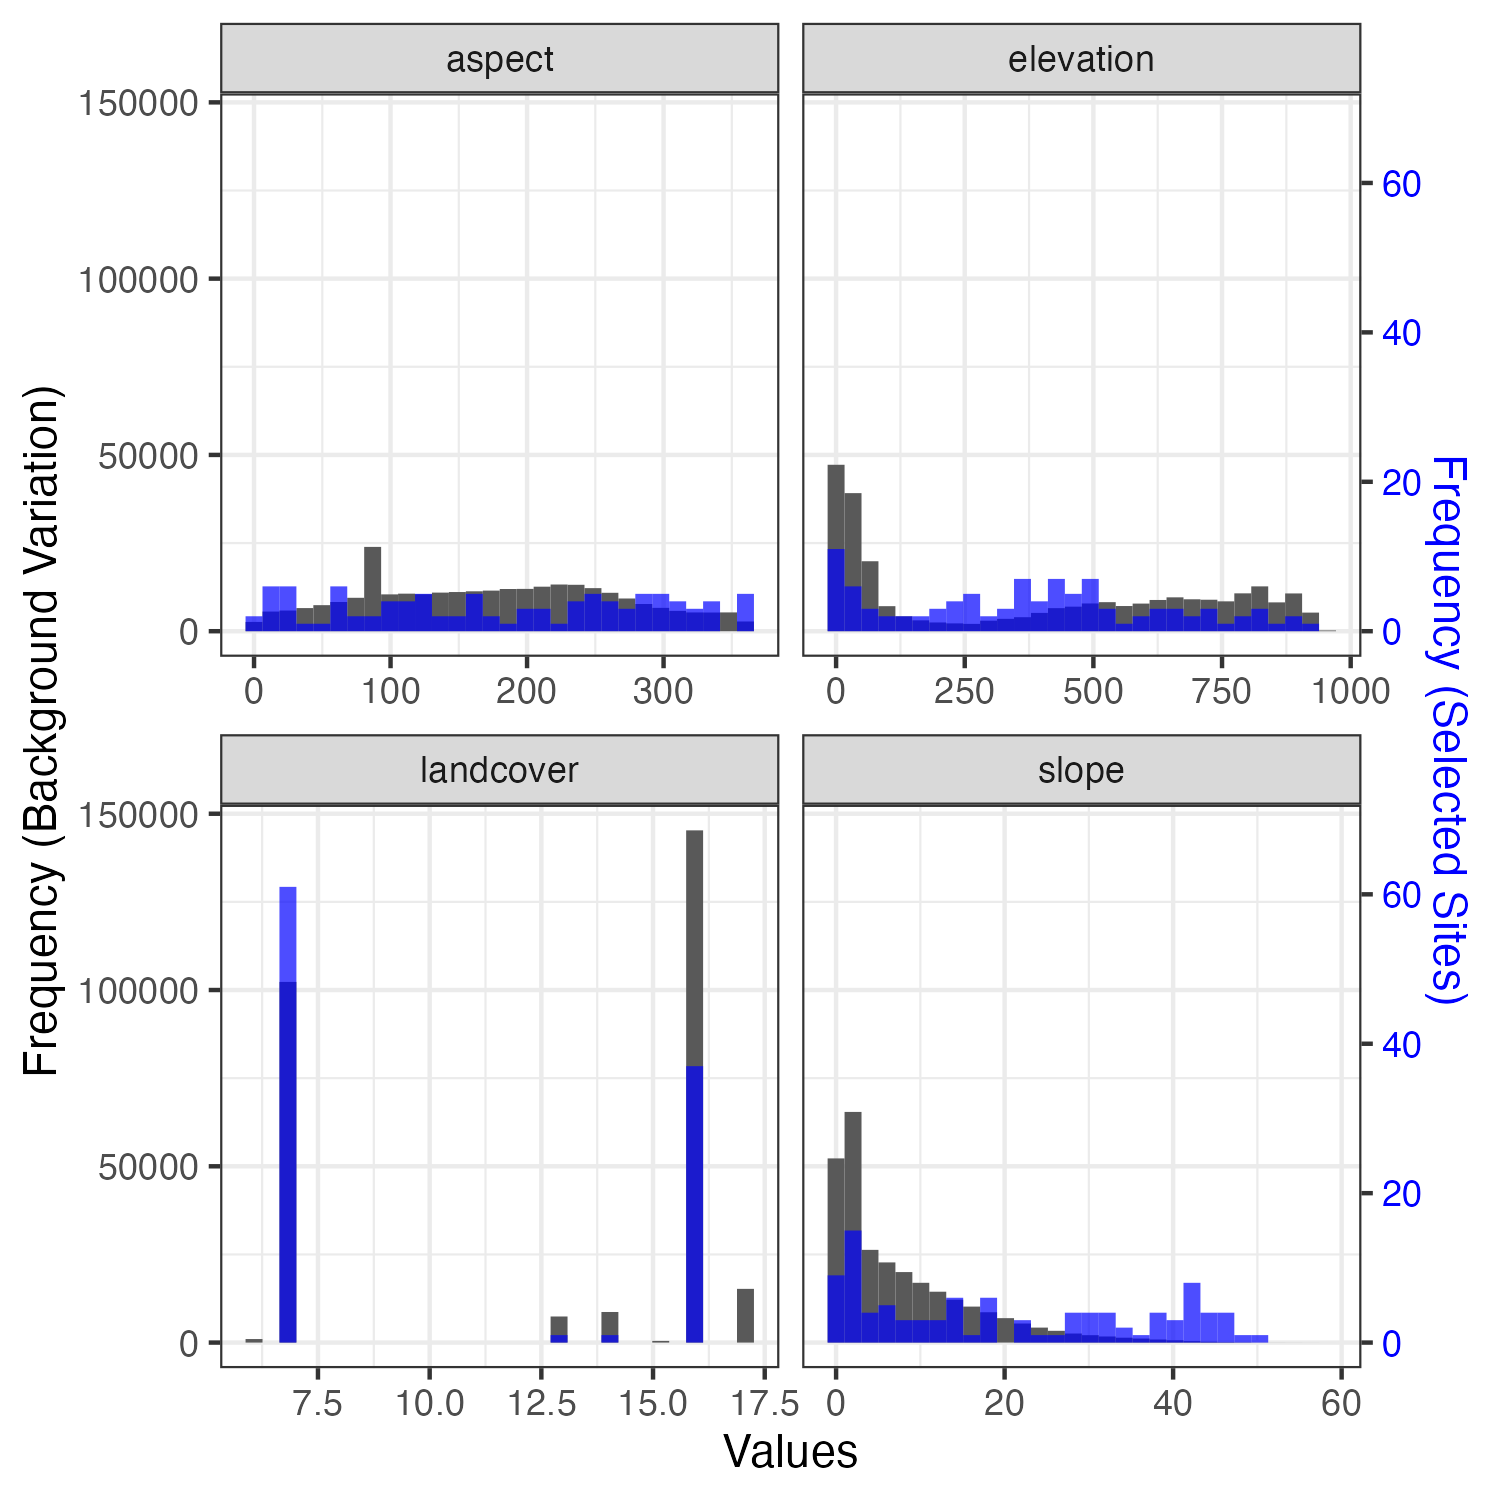 aspect
elevation
150000
100000
50000
0
60
40
20
0
0 100 200 300
0 250 500 750 1000
Frequency (Background Variation)
Frequency (Selected Sites)
landcover
slope
150000
100000
50000
0
60
40
20
0
7.5 10.0 12.5 15.0 17.5
0 20 40 60
Values